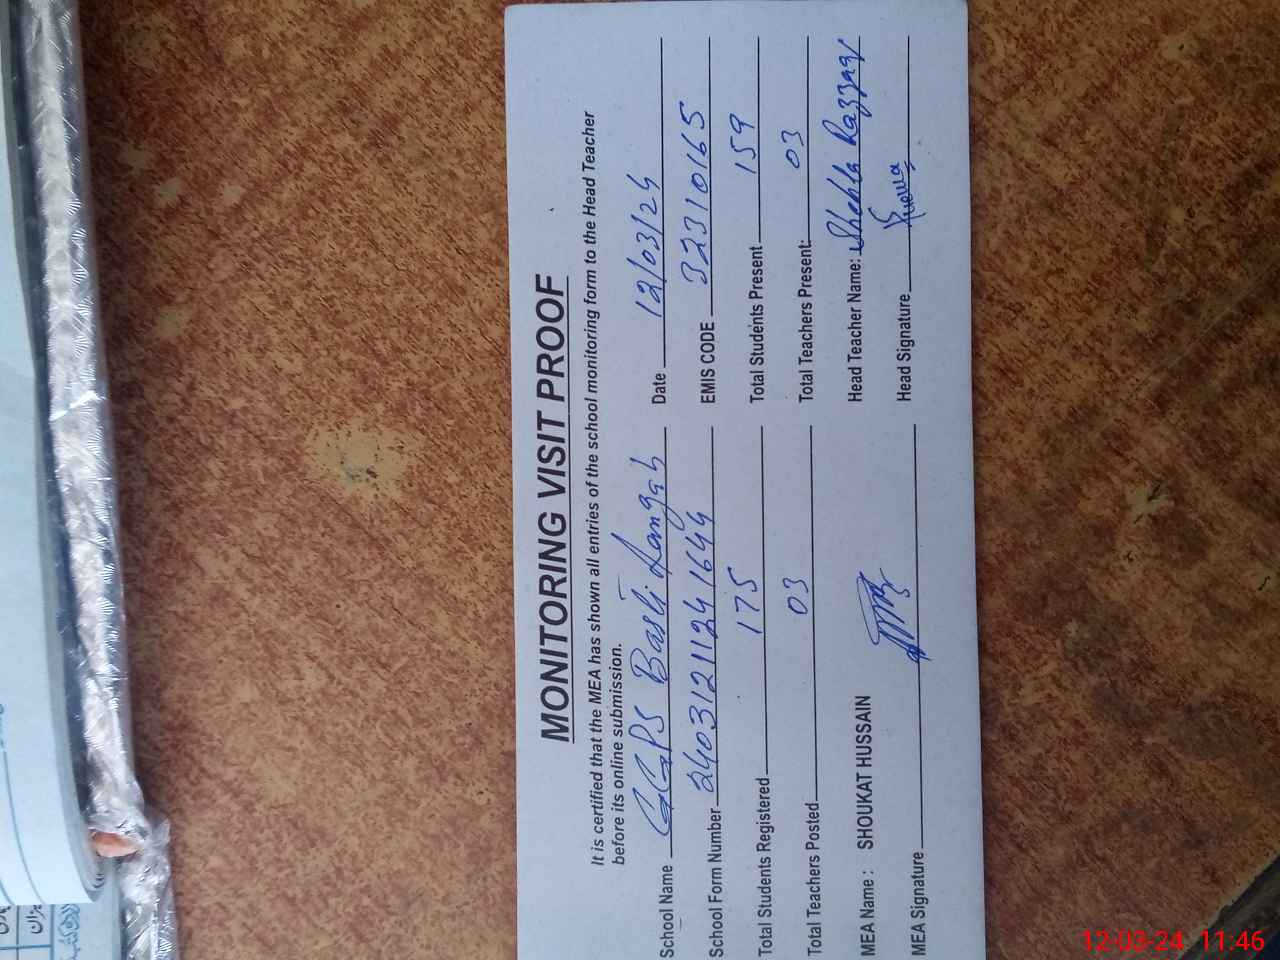 MONITORING VISIT PROOF
It is certified that the MEA has shown all entries of the school monitoring form to the Head Teacher
before its online submission.
School Name GGPS Basti Langah Date 12/03/24
School Form Number 2403121124 1644 EMIS CODE 32310165
Total Students Registered 175 Total Students Present 159
Total Teachers Posted 03 Total Teachers Present: 03
MEA Name : SHOUKAT HUSSAIN Head Teacher Name: Shehla Razzaq
MEA Signature Head Signature
12-03-24 11:46